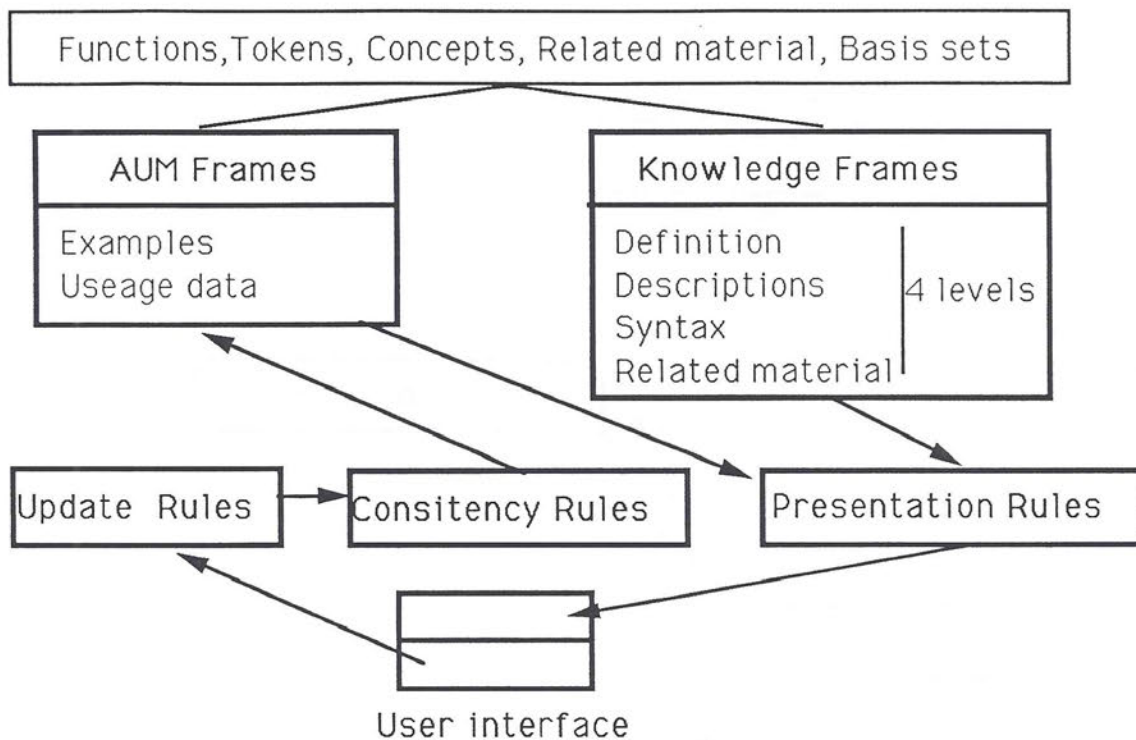 Functions,Tokens, Concepts, Related material, Basis sets
AUM Frames
Examples
Useage data
Knowledge Frames
Definition
Descriptions
Syntax
Related material
4 levels
Update Rules
Consitency Rules
Presentation Rules
User interface